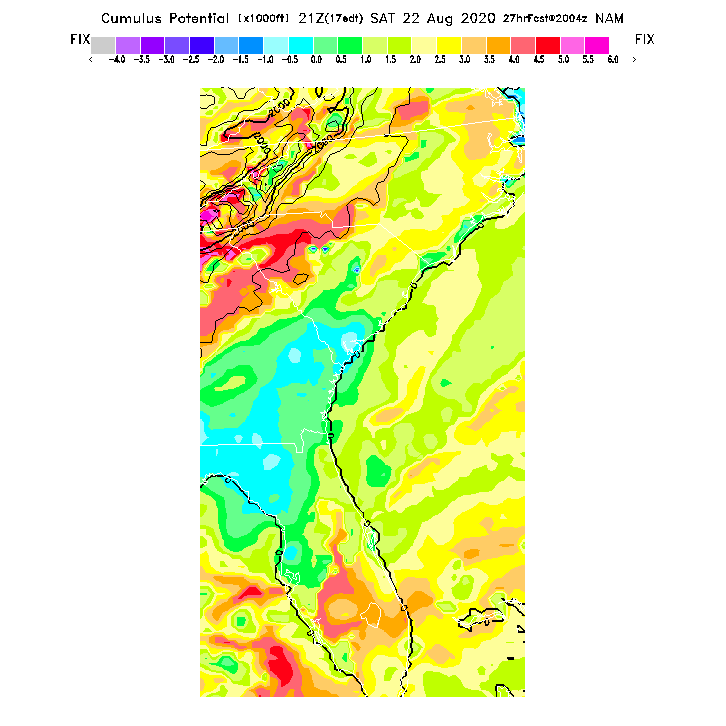 Cumulus Potential [x1000ft] 21Z(17edt) SAT 22 Aug 2020 27hrFcst@2004z NAM
FIX FIX
< -4.0 -3.5 -3.0 -2.5 -2.0 -1.5 -1.0 -0.5 0.0 0.5 1.0 1.5 2.0 2.5 3.0 3.5 4.0 4.5 5.0 5.5 6.0 >
2000
2000